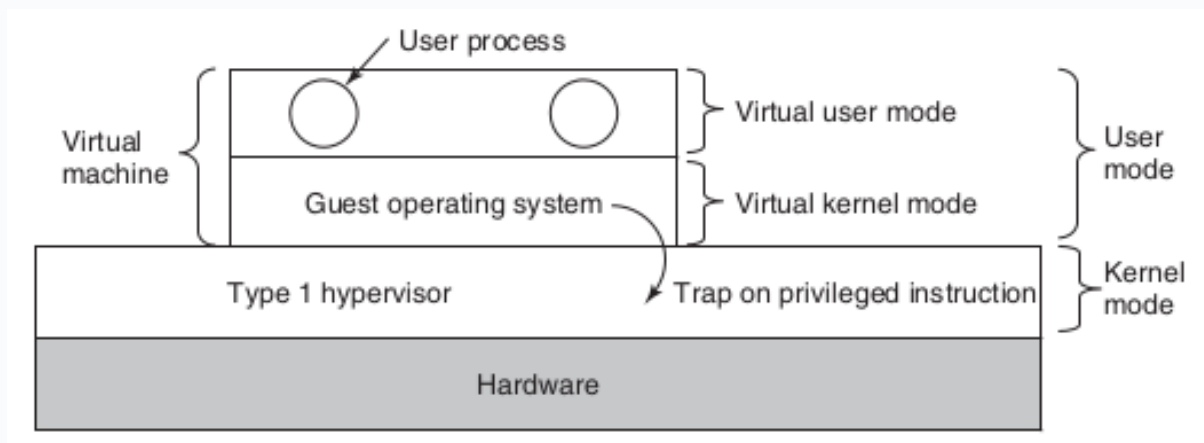 User process
Virtual
machine
Virtual user mode
User
mode
Guest operating system
Virtual kernel mode
Type 1 hypervisor
Trap on privileged instruction
Kernel
mode
Hardware